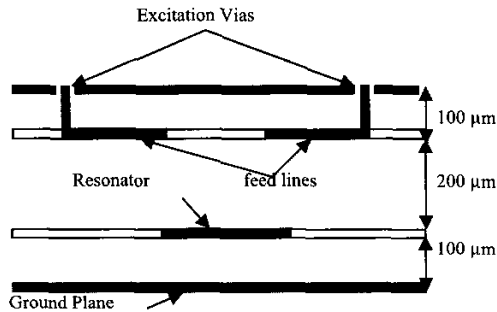 Excitation Vias
100 µm
Resonator
feed lines
200 µm
100 µm
Ground Plane